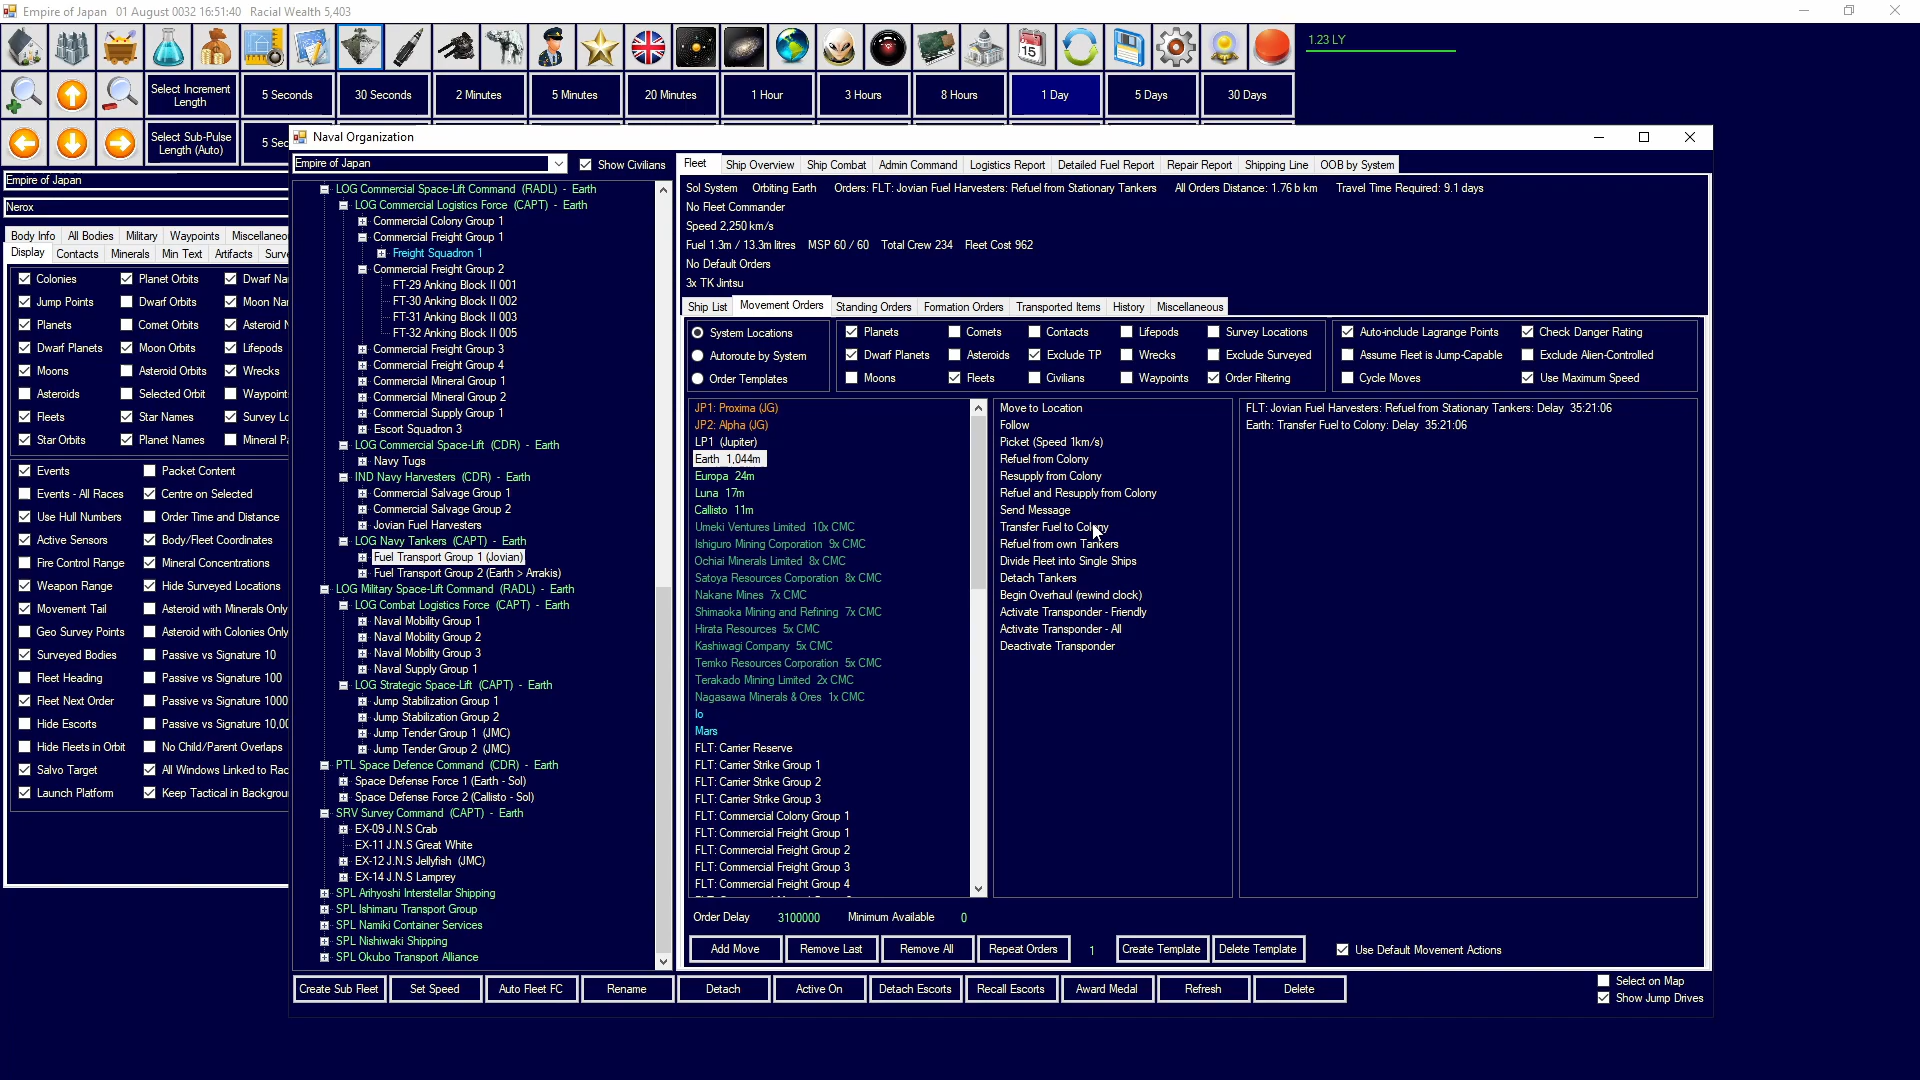 Empire of Japan   01 August 0032 16:51:40   Racial Wealth 5,403
1.23 LY
Select Increment Length
5 Seconds
30 Seconds
2 Minutes
5 Minutes
20 Minutes
1 Hour
3 Hours
8 Hours
1 Day
5 Days
30 Days
Select Sub-Pulse Length (Auto)
Empire of Japan
Nerox
Body Info   All Bodies   Military   Waypoints
Display   Contacts   Minerals   Min Text   Artifacts
Colonies   Planet Orbits
Jump Points   Dwarf Orbits
Planets   Comet Orbits
Dwarf Planets   Moon Orbits   Lifepods
Moons   Asteroid Orbits   Wrecks
Asteroids   Selected Orbit
Fleets   Star Names
Star Orbits   Planet Names
Events   Packet Content
Events - All Races   Centre on Selected
Use Hull Numbers   Order Time and Distance
Active Sensors   Body/Fleet Coordinates
Fire Control Range   Mineral Concentrations
Weapon Range   Hide Surveyed Locations
Movement Tail   Asteroid with Minerals Only
Geo Survey Points   Asteroid with Colonies Only
Surveyed Bodies   Passive vs Signature 10
Fleet Heading   Passive vs Signature 100
Fleet Next Order   Passive vs Signature 1000
Hide Escorts   Passive vs Signature 10,00
Hide Fleets in Orbit   No Child/Parent Overlaps
Salvo Target   All Windows Linked to Rac
Launch Platform   Keep Tactical in Backgrou
Naval Organization
Empire of Japan   Show Civilians
LOG Commercial Space-Lift Command (RADL) - Earth
LOG Commercial Logistics Force (CAPT) - Earth
Commercial Colony Group 1
Commercial Freight Group 1
Freight Squadron 1
Commercial Freight Group 2
FT-29 Anking Block II 001
FT-30 Anking Block II 002
FT-31 Anking Block II 003
FT-32 Anking Block II 005
Commercial Freight Group 3
Commercial Freight Group 4
Commercial Mineral Group 1
Commercial Mineral Group 2
Commercial Supply Group 1
Escort Squadron 3
LOG Commercial Space-Lift (CDR) - Earth
Navy Tugs
IND Navy Harvesters (CDR) - Earth
Commercial Salvage Group 1
Commercial Salvage Group 2
Jovian Fuel Harvesters
LOG Navy Tankers (CAPT) - Earth
Fuel Transport Group 1 (Jovian)
Fuel Transport Group 2 (Earth > Arrakis)
LOG Military Space-Lift Command (RADL) - Earth
LOG Combat Logistics Force (CAPT) - Earth
Naval Mobility Group 1
Naval Mobility Group 2
Naval Mobility Group 3
Naval Supply Group 1
LOG Strategic Space-Lift (CAPT) - Earth
Jump Stabilization Group 1
Jump Stabilization Group 2
Jump Tender Group 1 (JMC)
Jump Tender Group 2 (JMC)
PTL Space Defence Command (CDR) - Earth
Space Defense Force 1 (Earth - Sol)
Space Defense Force 2 (Callisto - Sol)
SRV Survey Command (CAPT) - Earth
EX-09 J.N.S Crab
EX-11 J.N.S Great White
EX-12 J.N.S Jellyfish (JMC)
EX-14 J.N.S Lamprey
SPL Arihyoshi Interstellar Shipping
SPL Ishimaru Transport Group
SPL Namiki Container Services
SPL Nishiwaki Shipping
SPL Okubo Transport Alliance
Fleet   Ship Overview   Ship Combat   Admin Command   Logistics Report   Detailed Fuel Report   Repair Report   Shipping Line   OOB by System
Sol System   Orbiting Earth   Orders: FLT: Jovian Fuel Harvesters: Refuel from Stationary Tankers   All Orders Distance: 1.76 b km   Travel Time Required: 9.1 days
No Fleet Commander
Speed 2,250 km/s
Fuel 1.3m / 13.3m litres   MSP 60 / 60   Total Crew 234   Fleet Cost 962
No Default Orders
3x TK Jintsu
Ship List   Movement Orders   Standing Orders   Formation Orders   Transported Items   History   Miscellaneous
System Locations   Planets   Comets   Contacts   Lifepods   Survey Locations   Auto-include Lagrange Points   Check Danger Rating
Autoroute by System   Dwarf Planets   Asteroids   Exclude TP   Wrecks   Exclude Surveyed   Assume Fleet is Jump-Capable   Exclude Alien-Controlled
Order Templates   Moons   Fleets   Civilians   Waypoints   Order Filtering   Cycle Moves   Use Maximum Speed
JP1: Proxima (JG)
JP2: Alpha (JG)
LP1 (Jupiter)
Earth 1,044m
Europa 24m
Luna 17m
Callisto 11m
Umeki Ventures Limited 10x CMC
Ishiguro Mining Corporation 9x CMC
Ochiai Minerals Limited 8x CMC
Satoya Resources Corporation 8x CMC
Nakane Mines 7x CMC
Shimaoka Mining and Refining 7x CMC
Hirata Resources 5x CMC
Kashiwagi Company 5x CMC
Temko Resources Corporation 5x CMC
Terakado Mining Limited 2x CMC
Nagasawa Minerals & Ores 1x CMC
Io
Mars
FLT: Carrier Reserve
FLT: Carrier Strike Group 1
FLT: Carrier Strike Group 2
FLT: Carrier Strike Group 3
FLT: Commercial Colony Group 1
FLT: Commercial Freight Group 1
FLT: Commercial Freight Group 2
FLT: Commercial Freight Group 3
FLT: Commercial Freight Group 4
Move to Location
Follow
Picket (Speed 1km/s)
Refuel from Colony
Resupply from Colony
Refuel and Resupply from Colony
Send Message
Transfer Fuel to Colony
Refuel from own Tankers
Divide Fleet into Single Ships
Detach Tankers
Begin Overhaul (rewind clock)
Activate Transponder - Friendly
Activate Transponder - All
Deactivate Transponder
FLT: Jovian Fuel Harvesters: Refuel from Stationary Tankers: Delay 35:21:06
Earth: Transfer Fuel to Colony: Delay 35:21:06
Order Delay   3100000   Minimum Available   0
Add Move   Remove Last   Remove All   Repeat Orders   1   Create Template   Delete Template   Use Default Movement Actions
Create Sub Fleet   Set Speed   Auto Fleet FC   Rename   Detach   Active On   Detach Escorts   Recall Escorts   Award Medal   Refresh   Delete
Select on Map
Show Jump Drives